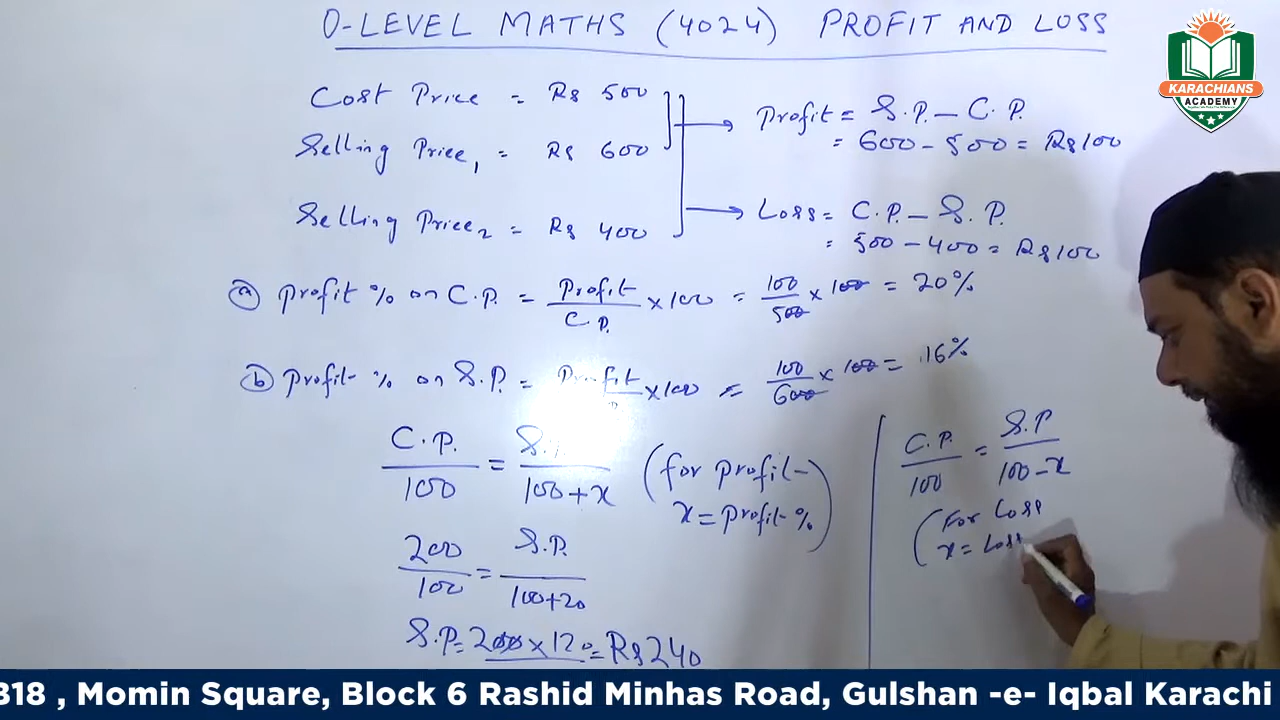 O-LEVEL MATHS (4024) PROFIT AND LOSS
KARACHIANS
ACADEMY
Cost Price = Rs 500
Selling Price₁ = Rs 600
Selling Price₂ = Rs 400
Profit = S.P. - C.P.
= 600 - 500 = Rs100
Loss = C.P. - S.P.
= 500 - 400 = Rs100
(a) Profit % on C.P. = Profit/C.P. × 100 = 100/500 × 100 = 20%
(b) Profit % on S.P. = Profit/ × 100 = 100/600 × 100 = 16%
C.P./100 = S./100+x (for profit
x = profit %)
200/100 = S.P./100+20
S.P. = 200 × 120 = Rs240
C.P./100 = S.P/100-x
(For Loss
x = Loss
318 , Momin Square, Block 6 Rashid Minhas Road, Gulshan -e- Iqbal Karachi